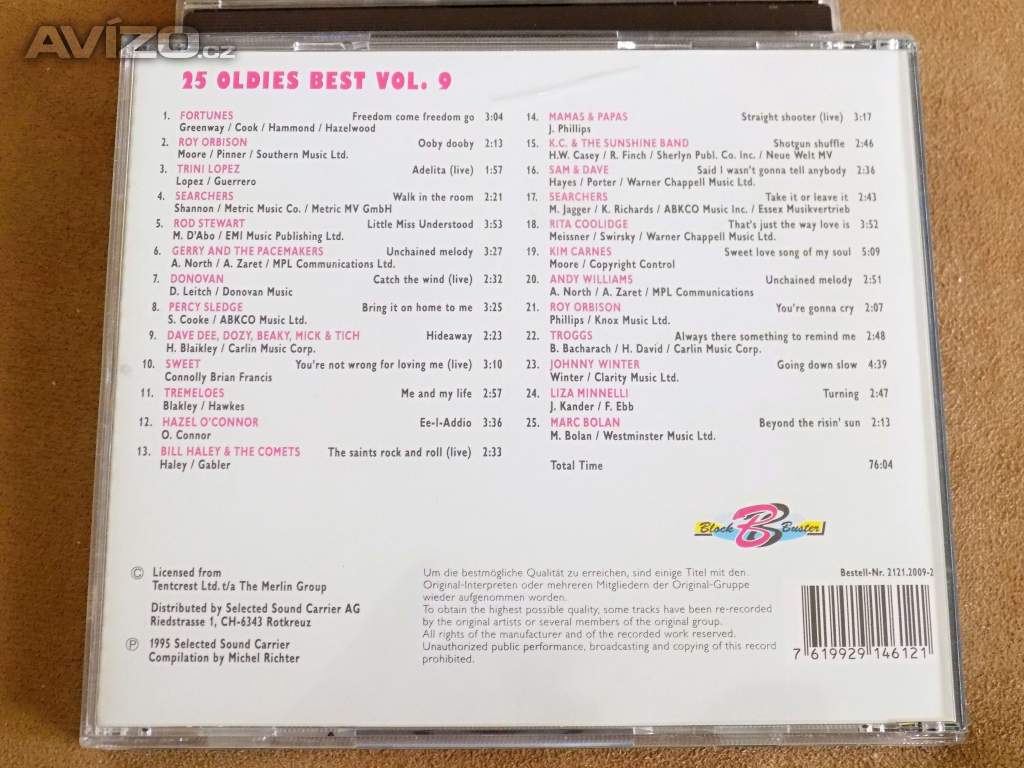 AVÍZO.cz
25 OLDIES BEST VOL. 9
1. FORTUNES Freedom come freedom go 3:04
Greenway / Cook / Hammond / Hazelwood
2. ROY ORBISON Ooby dooby 2:13
Moore / Pinner / Southern Music Ltd.
3. TRINI LOPEZ Adelita (live) 1:57
Lopez / Guerrero
4. SEARCHERS Walk in the room 2:21
Shannon / Metric Music Co. / Metric MV GmbH
5. ROD STEWART Little Miss Understood 3:53
M. D'Abo / EMI Music Publishing Ltd.
6. GERRY AND THE PACEMAKERS Unchained melody 3:27
A. North / A. Zaret / MPL Communications Ltd.
7. DONOVAN Catch the wind (live) 2:32
D. Leitch / Donovan Music
8. PERCY SLEDGE Bring it on home to me 3:25
S. Cooke / ABKCO Music Ltd.
9. DAVE DEE, DOZY, BEAKY, MICK & TICH Hideaway 2:23
H. Blaikley / Carlin Music Corp.
10. SWEET You're not wrong for loving me (live) 3:10
Connolly Brian Francis
11. TREMELOES Me and my life 2:57
Blakley / Hawkes
12. HAZEL O'CONNOR Ee-I-Addio 3:36
O. Connor
13. BILL HALEY & THE COMETS The saints rock and roll (live) 2:33
Haley / Gabler
14. MAMAS & PAPAS Straight shooter (live) 3:17
J. Phillips
15. K.C. & THE SUNSHINE BAND Shotgun shuffle 2:46
H.W. Casey / R. Finch / Sherlyn Publ. Co. Inc. / Neue Welt MV
16. SAM & DAVE Said I wasn't gonna tell anybody 2:36
Hayes / Porter / Warner Chappell Music Ltd.
17. SEARCHERS Take it or leave it 2:43
M. Jagger / K. Richards / ABKCO Music Inc. / Essex Musikvertrieb
18. RITA COOLIDGE That's just the way love is 3:52
Meissner / Swirsky / Warner Chappell Music Ltd.
19. KIM CARNES Sweet love song of my soul 5:09
Moore / Copyright Control
20. ANDY WILLIAMS Unchained melody 2:51
A. North / A. Zaret / MPL Communications
21. ROY ORBISON You're gonna cry 2:07
Phillips / Knox Music Ltd.
22. TROGGS Always there something to remind me 2:48
B. Bacharach / H. David / Carlin Music Corp.
23. JOHNNY WINTER Going down slow 4:39
Winter / Clarity Music Ltd.
24. LIZA MINNELLI Turning 2:47
J. Kander / F. Ebb
25. MARC BOLAN Beyond the risin' sun 2:13
M. Bolan / Westminster Music Ltd.
Total Time 76:04
Block B Buster
© Licensed from
Tentcrest Ltd. t/a The Merlin Group
Distributed by Selected Sound Carrier AG
Riedstrasse 1, CH-6343 Rotkreuz
℗ 1995 Selected Sound Carrier
Compilation by Michel Richter
Um die bestmögliche Qualität zu erreichen, sind einige Titel mit den
Original-Interpreten oder mehreren Mitgliedern der Original-Gruppe
wieder aufgenommen worden.
To obtain the highest possible quality, some tracks have been re-recorded
by the original artists or several members of the original group.
All rights of the manufacturer and of the recorded work reserved.
Unauthorized public performance, broadcasting and copying of this record
prohibited.
Bestell-Nr. 2121.2009-2
7 619929 146121